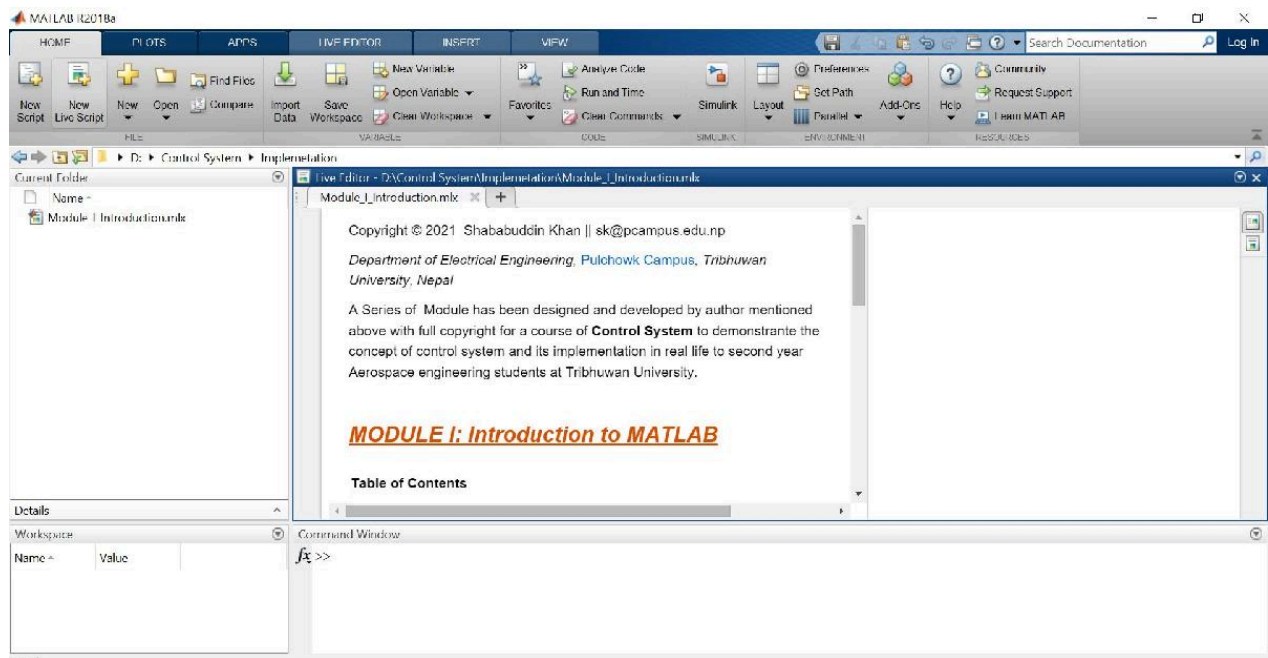 MATLAB R2018a
HOME PLOTS APPS LIVE EDITOR INSERT VIEW Search Documentation Log In
New Script New Live Script New Open Find Files Compare Import Data Save Workspace New Variable Open Variable Clear Workspace Favorites Analyze Code Run and Time Clear Commands Simulink Layout Preferences Set Path Parallel Add-Ons Help Community Request Support Learn MATLAB
FILE VARIABLE CODE SIMULINK ENVIRONMENT RESOURCES
D: Control System Implemetation
Current Folder
Name
Module_I_Introduction.mlx
Details
Workspace
Name Value
Live Editor - D:\Control System\Implemetation\Module_I_Introduction.mlx
Module_I_Introduction.mlx
Copyright © 2021 Shababuddin Khan || sk@pcampus.edu.np
Department of Electrical Engineering, Pulchowk Campus, Tribhuwan
University, Nepal
A Series of Module has been designed and developed by author mentioned
above with full copyright for a course of Control System to demonstrante the
concept of control system and its implementation in real life to second year
Aerospace engineering students at Tribhuwan University.
MODULE I: Introduction to MATLAB
Table of Contents
Command Window
fx >>